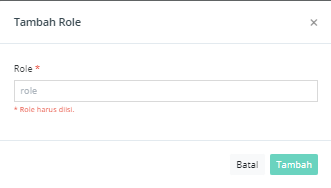 Tambah Role ×
Role *
role
* Role harus diisi.
Batal Tambah